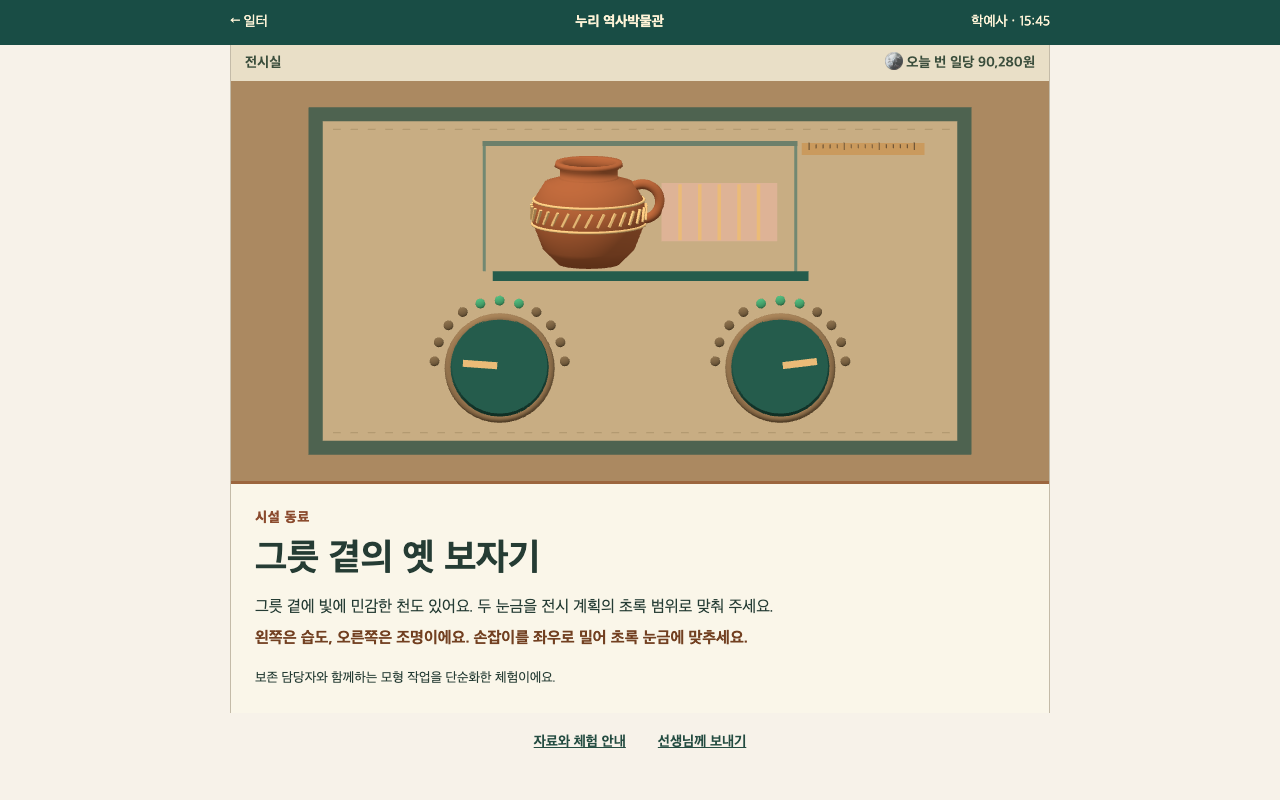 ← 일터
누리 역사박물관
학예사 · 15:45
전시실
오늘 번 일당 90,280원
시설 동료
그릇 곁의 옛 보자기
그릇 곁에 빛에 민감한 천도 있어요. 두 눈금을 전시 계획의 초록 범위로 맞춰 주세요.
왼쪽은 습도, 오른쪽은 조명이에요. 손잡이를 좌우로 밀어 초록 눈금에 맞추세요.
보존 담당자와 함께하는 모형 작업을 단순화한 체험이에요.
자료와 체험 안내
선생님께 보내기